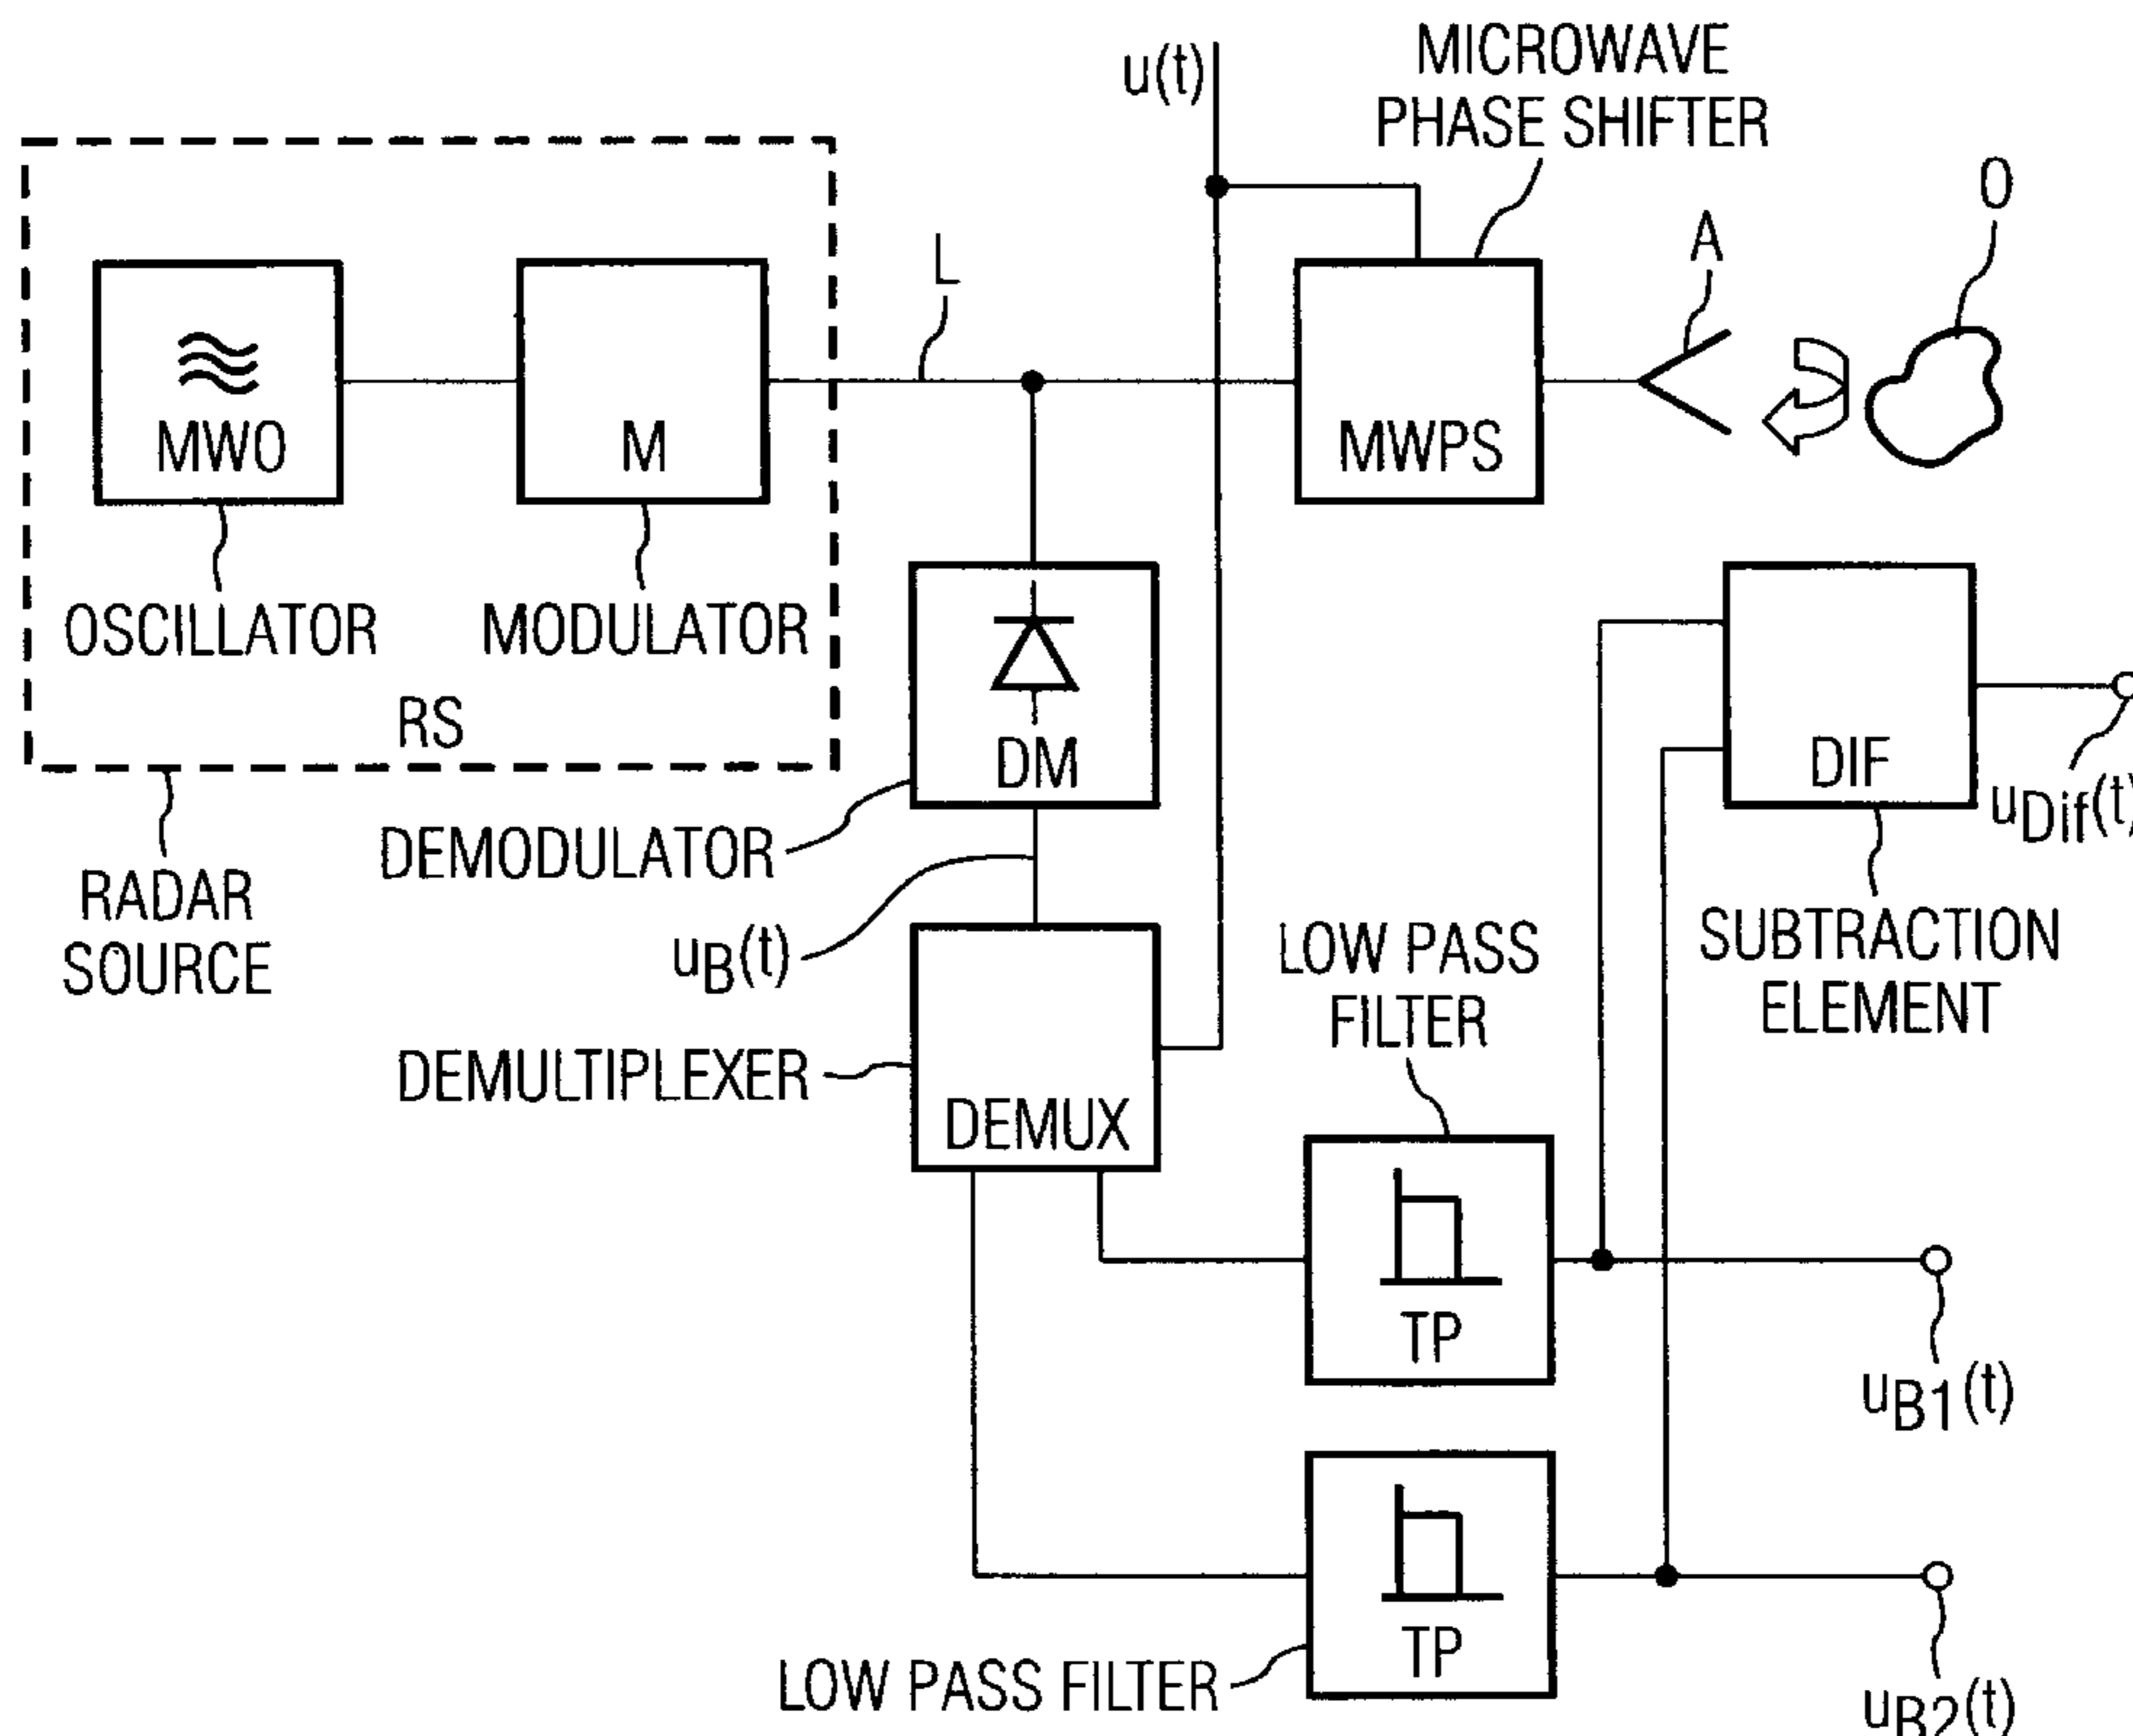 u(t)
MICROWAVE
PHASE SHIFTER
O
A
L
MWO
M
MWPS
OSCILLATOR
MODULATOR
RS
DM
DIF
uDif(t)
DEMODULATOR
RADAR
SOURCE
uB(t)
LOW PASS
FILTER
SUBTRACTION
ELEMENT
DEMULTIPLEXER
DEMUX
TP
uB1(t)
TP
LOW PASS FILTER
uB2(t)